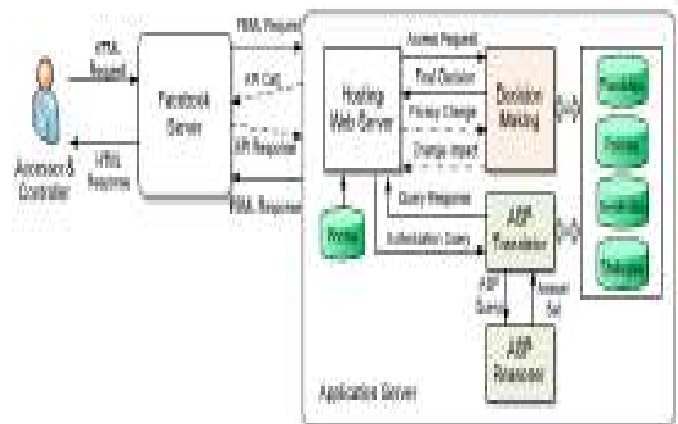 HTML
Request
Accessor &
Controller
HTML
Response
Facebook
Server
FBML Request
API Call
API Response
FBML Response
Hosting
Web Server
Access Request
Final Decision
Privacy Change
Change Impact
Decision
Making
Query Response
Authorization Query
ASP
Translator
ASP
Query
Answer
Set
ASP
Reasoner
Application Server